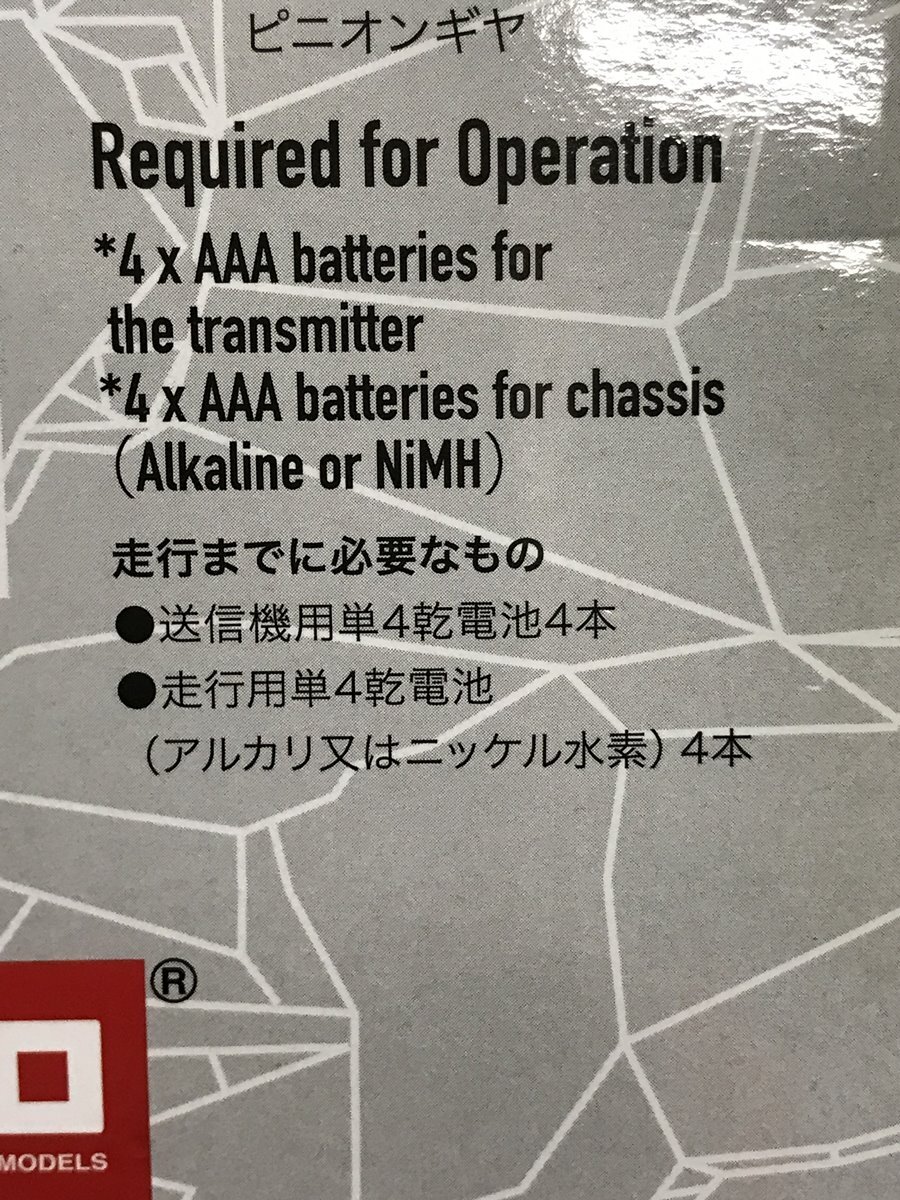 ピニオンギヤ
Required for Operation
*4 x AAA batteries for
the transmitter
*4 x AAA batteries for chassis
(Alkaline or NiMH)
走行までに必要なもの
●送信機用単4乾電池4本
●走行用単4乾電池
(アルカリ又はニッケル水素)4本
®
MODELS